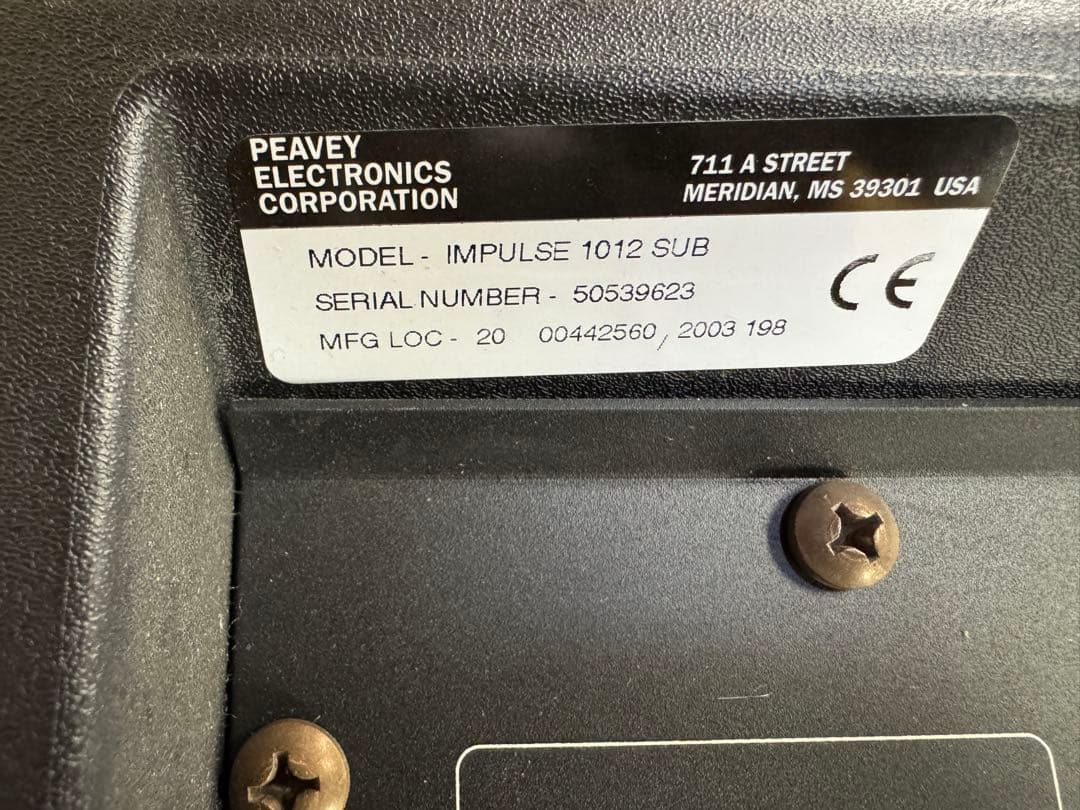 PEAVEY
ELECTRONICS
CORPORATION
711 A STREET
MERIDIAN, MS 39301 USA
MODEL - IMPULSE 1012 SUB
SERIAL NUMBER - 50539623
MFG LOC - 20 00442560 , 2003 198
CE